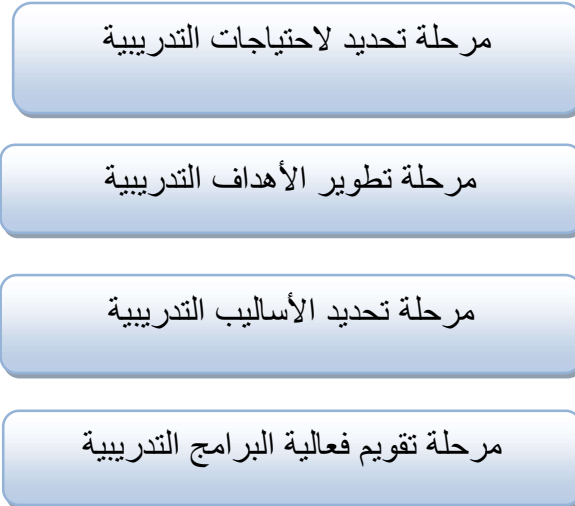 مرحلة تحديد لاحتياجات التدريبية
مرحلة تطوير الأهداف التدريبية
مرحلة تحديد الأساليب التدريبية
مرحلة تقويم فعالية البرامج التدريبية